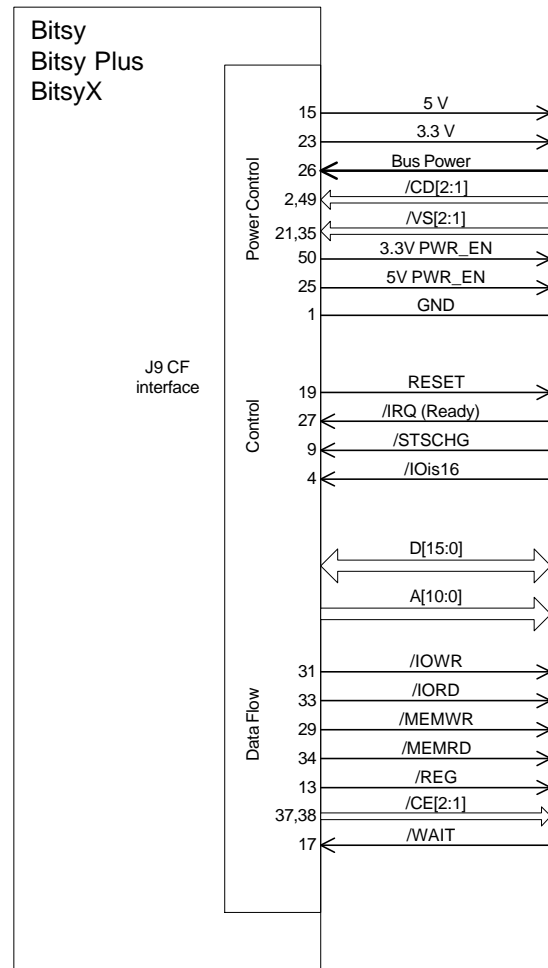 Bitsy
Bitsy Plus
BitsyX
J9 CF
interface
Power Control
15 5 V
23 3.3 V
26 Bus Power
2,49 /CD[2:1]
21,35 /VS[2:1]
50 3.3V PWR_EN
25 5V PWR_EN
1 GND
Control
19 RESET
27 /IRQ (Ready)
9 /STSCHG
4 /IOis16
Data Flow
D[15:0]
A[10:0]
31 /IOWR
33 /IORD
29 /MEMWR
34 /MEMRD
13 /REG
37,38 /CE[2:1]
17 /WAIT